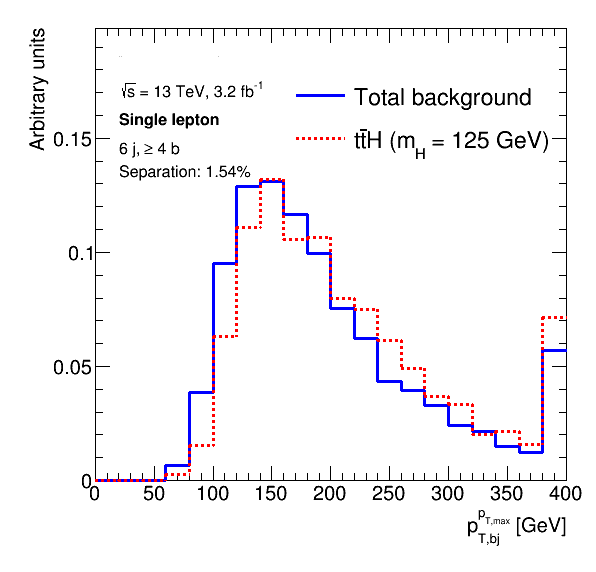 Arbitrary units
√s = 13 TeV, 3.2 fb⁻¹
Single lepton
6 j, ≥ 4 b
Separation: 1.54%
Total background
tt̄H (m_H = 125 GeV)
0.15
0.1
0.05
0
0 50 100 150 200 250 300 350 400
p_{T,bj}^{p_{T,max}} [GeV]